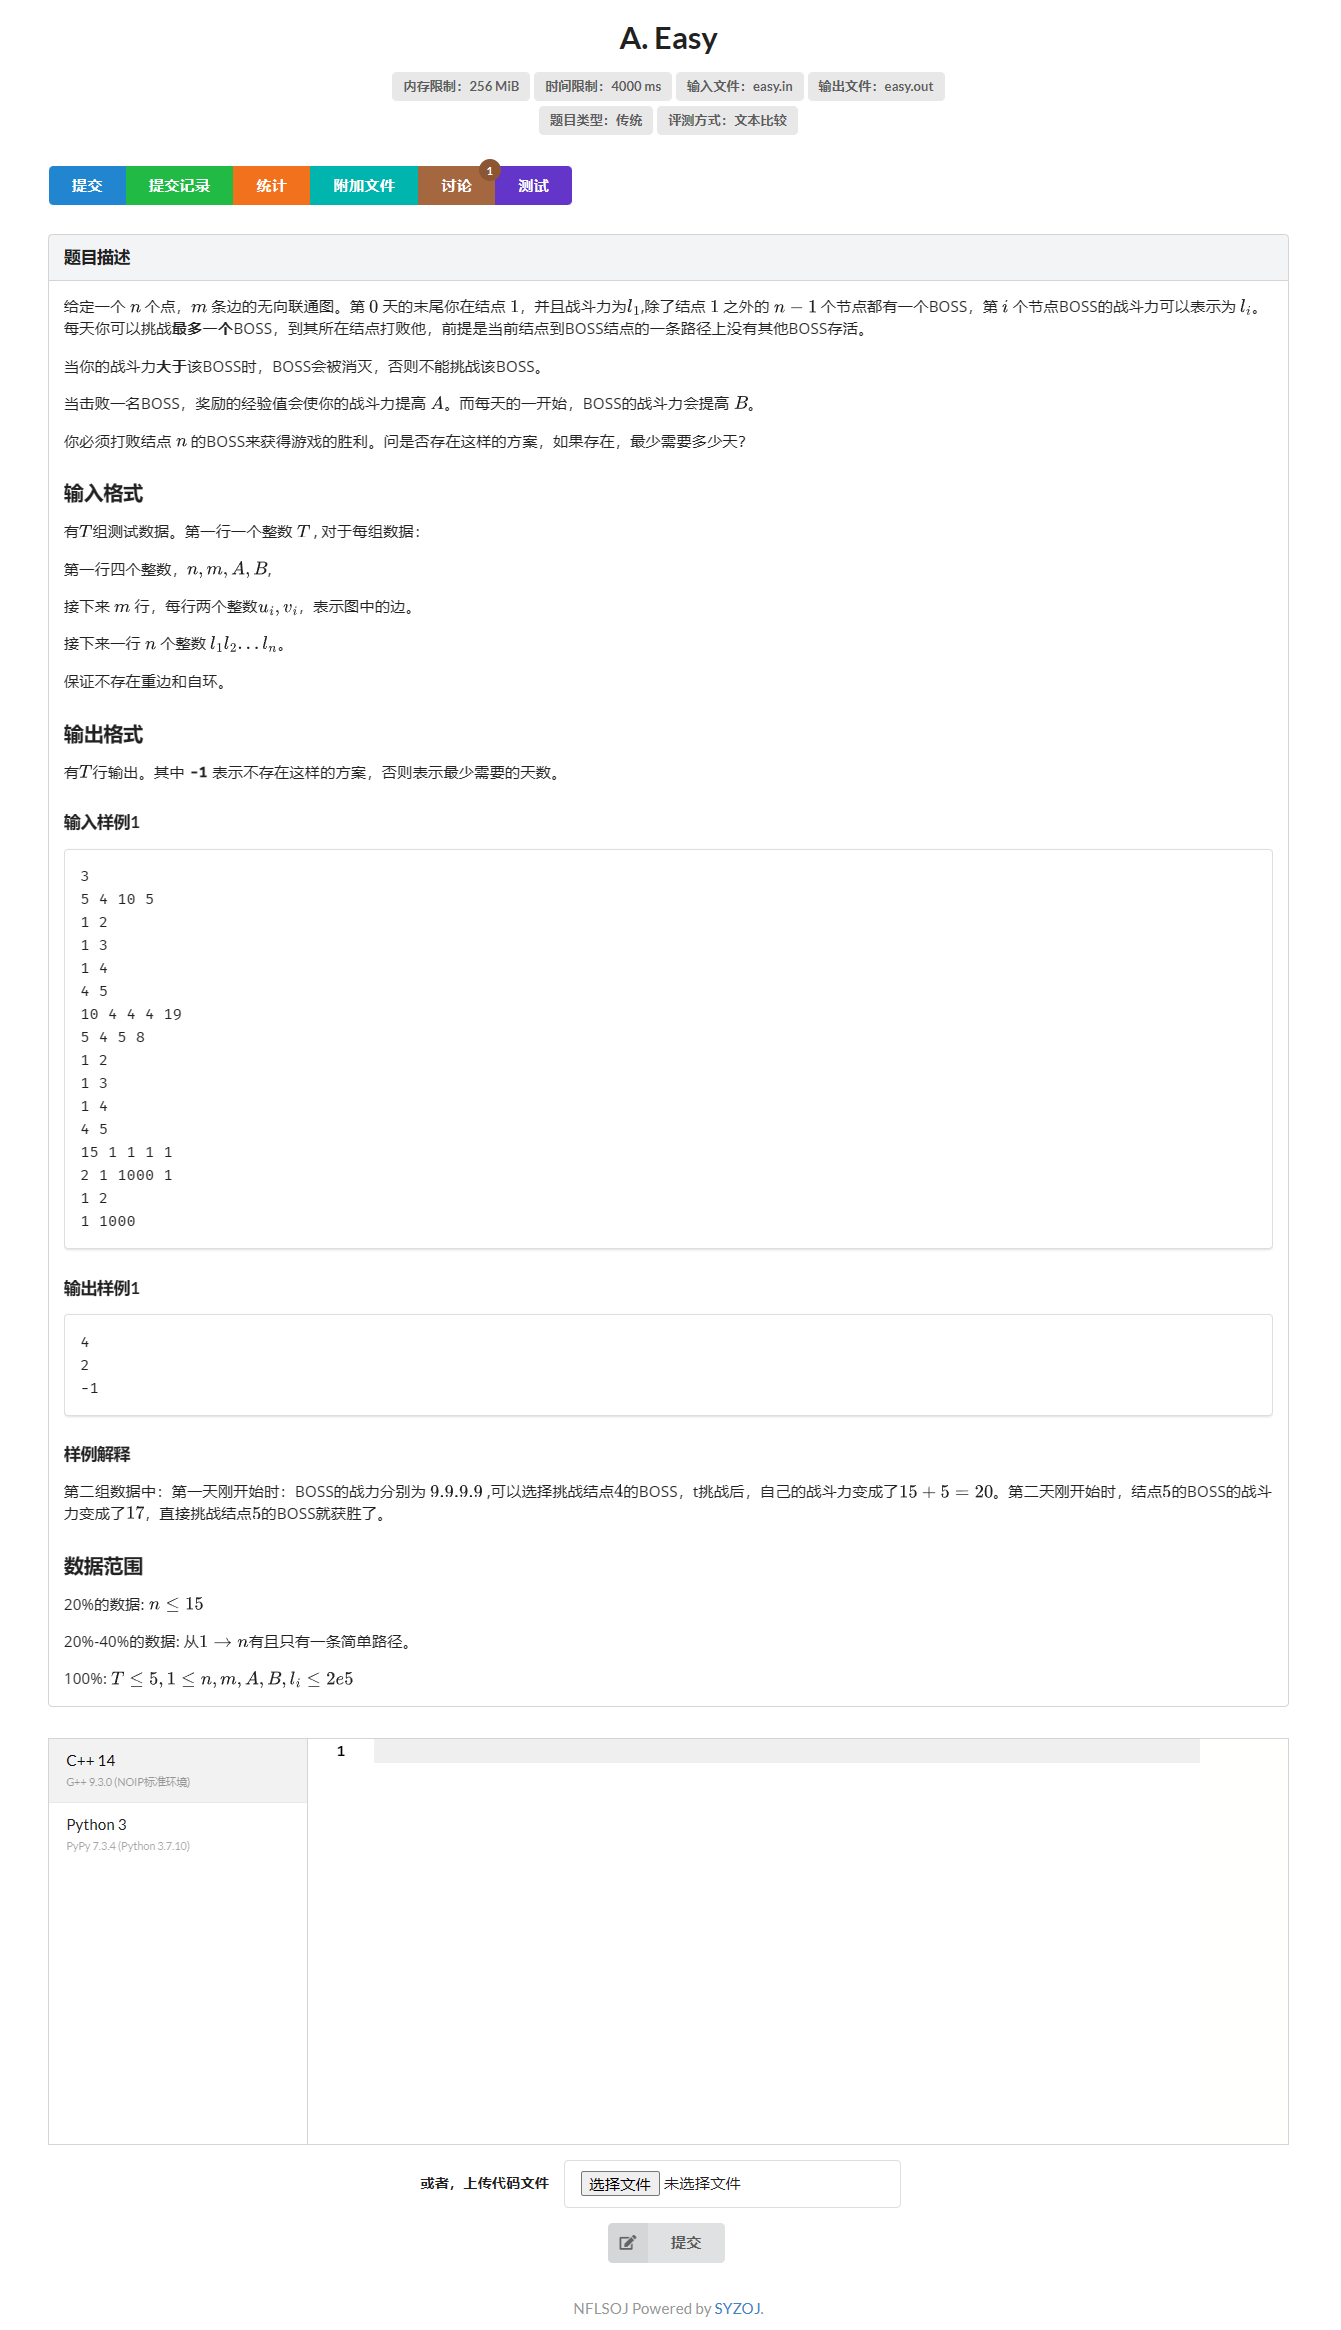 A. Easy
内存限制：256 MiB 时间限制：4000 ms 输入文件：easy.in 输出文件：easy.out
题目类型：传统 评测方式：文本比较
提交 提交记录 统计 附加文件 讨论 1 测试
题目描述
给定一个 n 个点，m 条边的无向联通图。第 0 天的末尾你在结点 1，并且战斗力为l₁,除了结点 1 之外的 n − 1 个节点都有一个BOSS，第 i 个节点BOSS的战斗力可以表示为 lᵢ。
每天你可以挑战最多一个BOSS，到其所在结点打败他，前提是当前结点到BOSS结点的一条路径上没有其他BOSS存活。
当你的战斗力大于该BOSS时，BOSS会被消灭，否则不能挑战该BOSS。
当击败一名BOSS，奖励的经验值会使你的战斗力提高 A。而每天的一开始，BOSS的战斗力会提高 B。
你必须打败结点 n 的BOSS来获得游戏的胜利。问是否存在这样的方案，如果存在，最少需要多少天？
输入格式
有T组测试数据。第一行一个整数 T , 对于每组数据：
第一行四个整数，n, m, A, B,
接下来 m 行，每行两个整数uᵢ, vᵢ，表示图中的边。
接下来一行 n 个整数 l₁l₂…lₙ。
保证不存在重边和自环。
输出格式
有T行输出。其中 -1 表示不存在这样的方案，否则表示最少需要的天数。
输入样例1
3
5 4 10 5
1 2
1 3
1 4
4 5
10 4 4 4 19
5 4 5 8
1 2
1 3
1 4
4 5
15 1 1 1 1
2 1 1000 1
1 2
1 1000
输出样例1
4
2
-1
样例解释
第二组数据中：第一天刚开始时：BOSS的战力分别为 9.9.9.9 ,可以选择挑战结点4的BOSS，t挑战后，自己的战斗力变成了15 + 5 = 20。第二天刚开始时，结点5的BOSS的战斗
力变成了17，直接挑战结点5的BOSS就获胜了。
数据范围
20%的数据: n ≤ 15
20%-40%的数据: 从1 → n有且只有一条简单路径。
100%: T ≤ 5, 1 ≤ n, m, A, B, lᵢ ≤ 2e5
C++ 14
G++ 9.3.0 (NOIP标准环境)
1
Python 3
PyPy 7.3.4 (Python 3.7.10)
或者，上传代码文件 选择文件 未选择文件
提交
NFLSOJ Powered by SYZOJ.